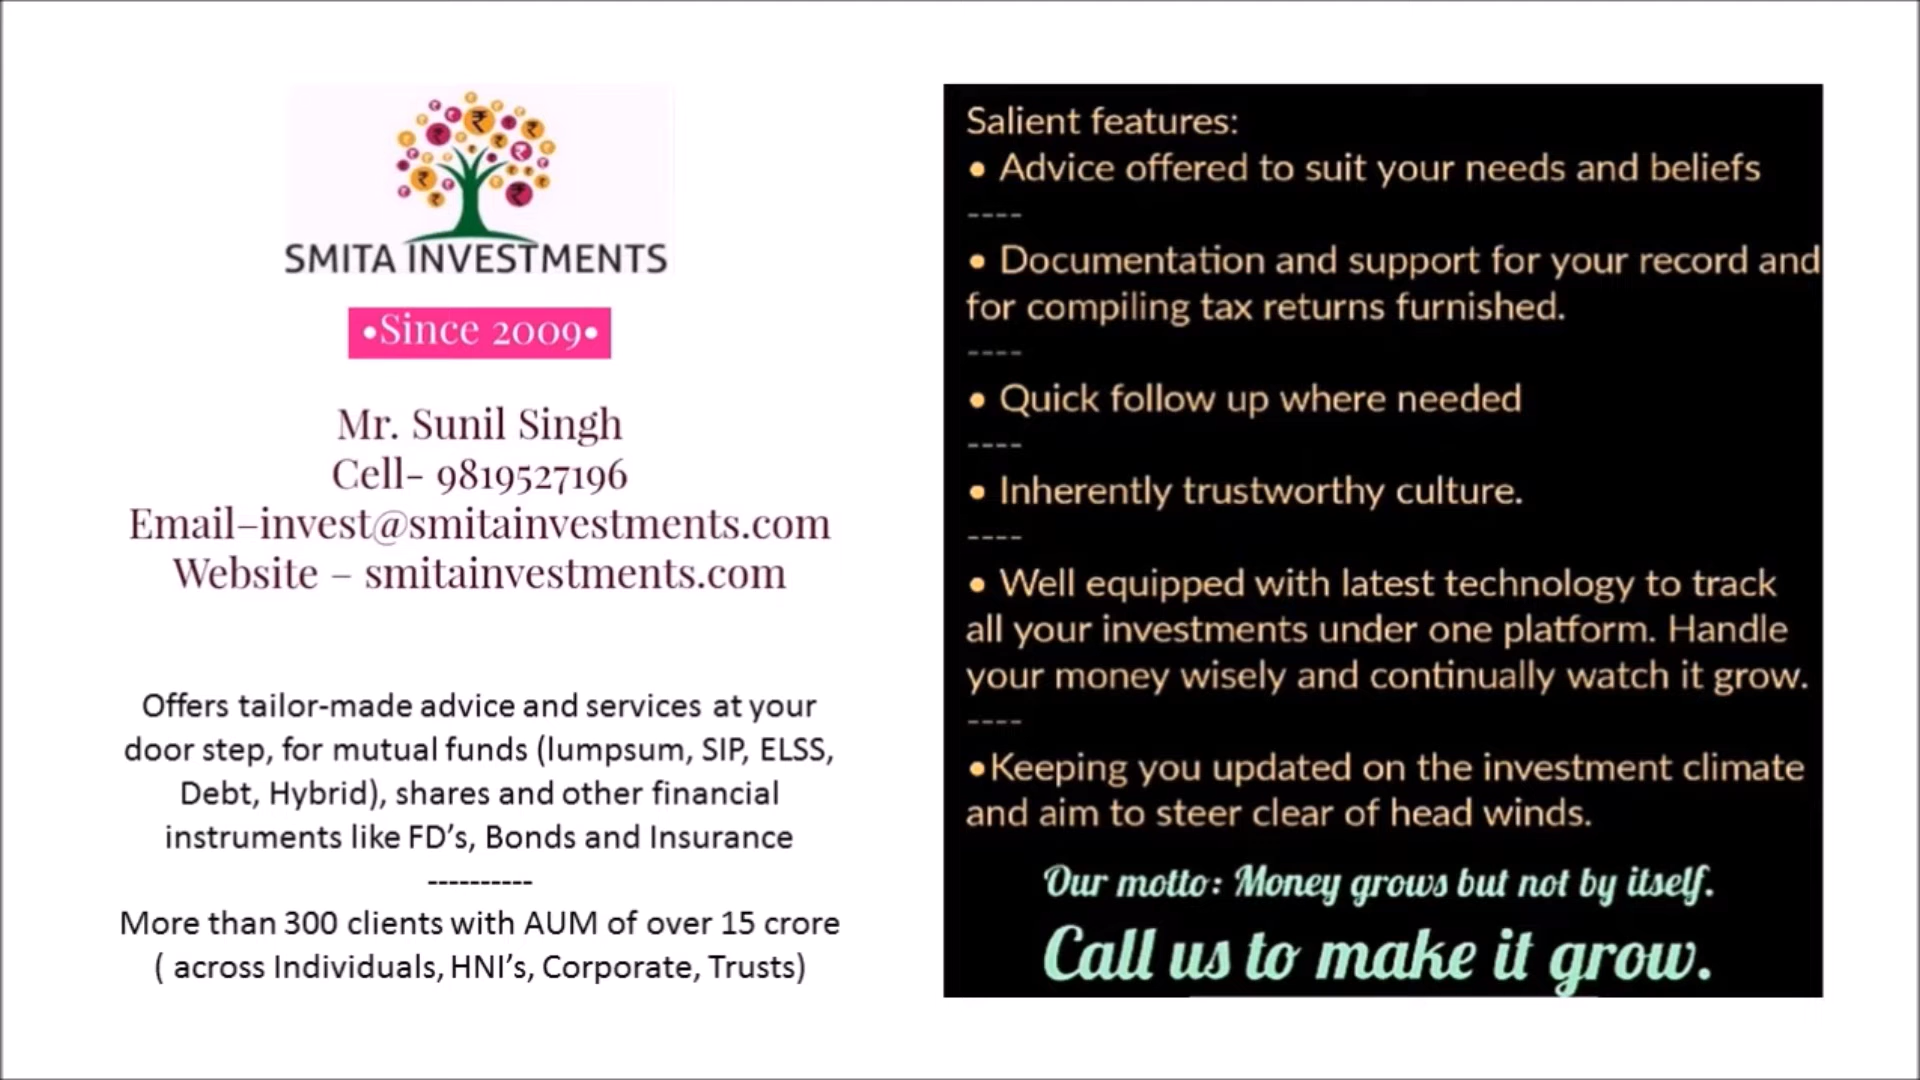 SMITA INVESTMENTS
•Since 2009•
Mr. Sunil Singh
Cell- 9819527196
Email–invest@smitainvestments.com
Website – smitainvestments.com
Offers tailor-made advice and services at your
door step, for mutual funds (lumpsum, SIP, ELSS,
Debt, Hybrid), shares and other financial
instruments like FD’s, Bonds and Insurance
----------
More than 300 clients with AUM of over 15 crore
( across Individuals, HNI’s, Corporate, Trusts)
Salient features:
• Advice offered to suit your needs and beliefs
----
• Documentation and support for your record and
for compiling tax returns furnished.
----
• Quick follow up where needed
----
• Inherently trustworthy culture.
----
• Well equipped with latest technology to track
all your investments under one platform. Handle
your money wisely and continually watch it grow.
----
•Keeping you updated on the investment climate
and aim to steer clear of head winds.
Our motto: Money grows but not by itself.
Call us to make it grow.